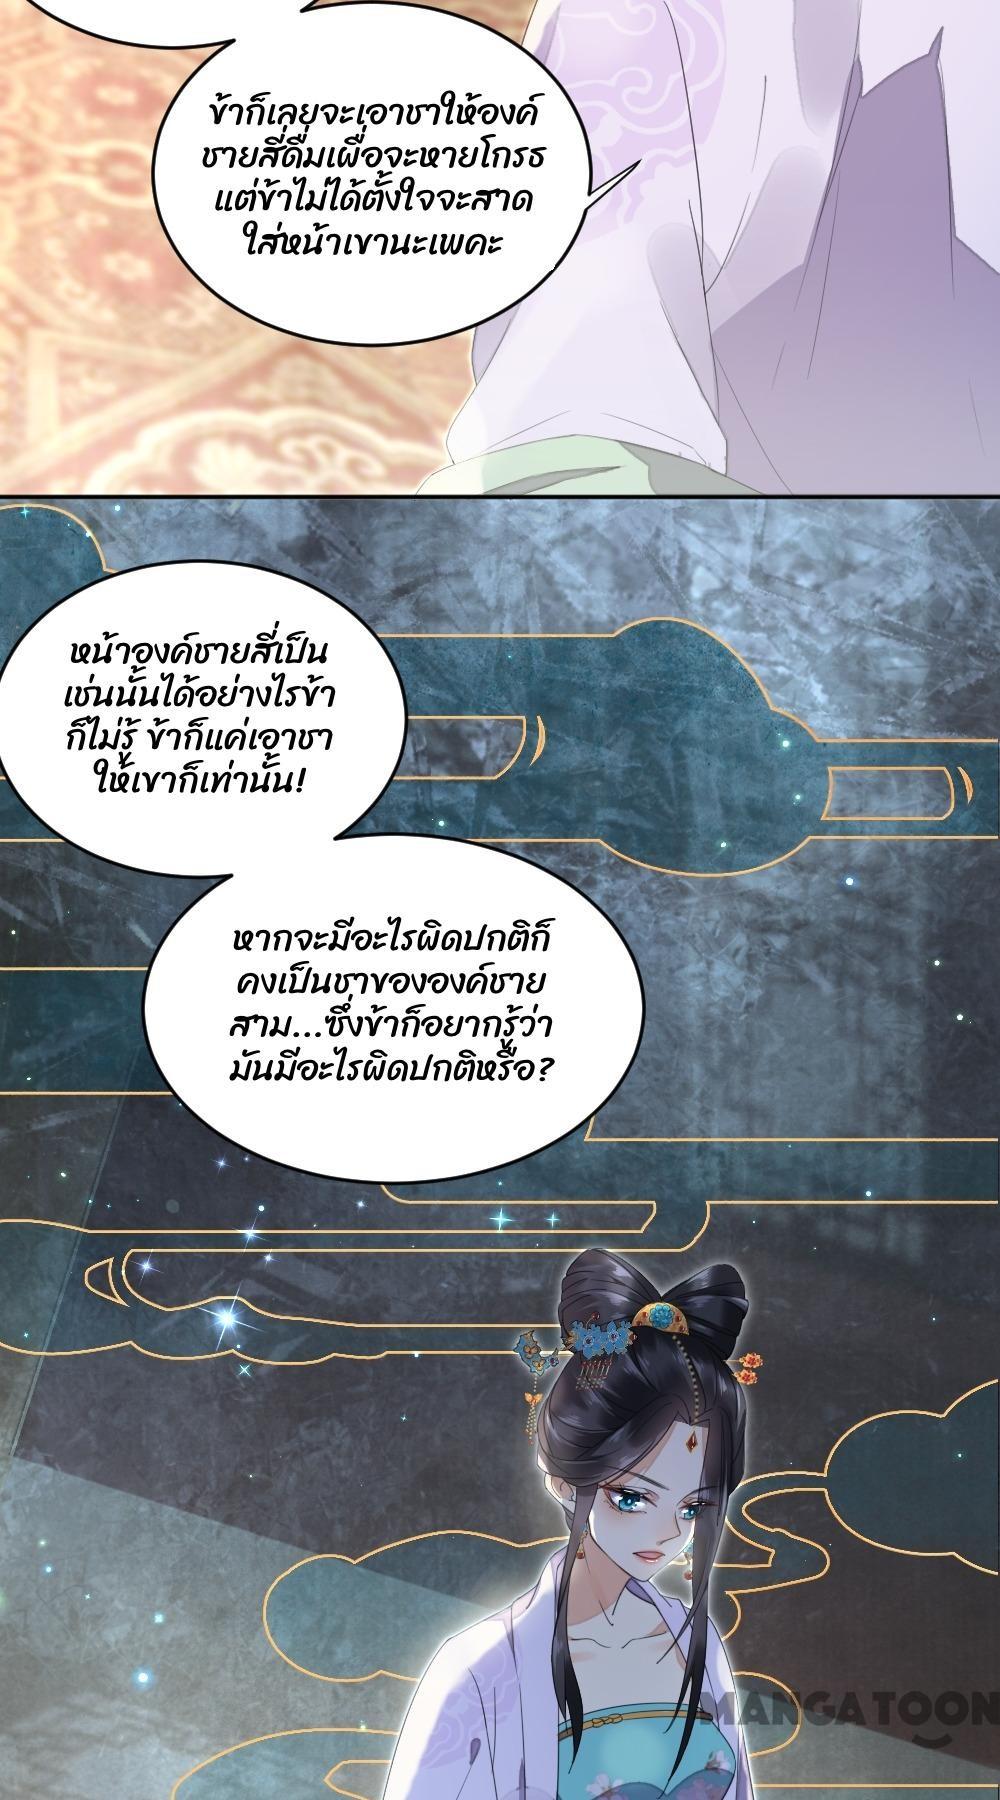 ข้าก็เลยจะเอาชาให้องค์
ชายสี่ดื่มเผื่อจะหายโกรธ
แต่ข้าไม่ได้ตั้งใจจะสาด
ใส่หน้าเขานะเพคะ
หน้าองค์ชายสี่เป็น
เช่นนั้นได้อย่างไรข้า
ก็ไม่รู้ ข้าก็แค่เอาชา
ให้เขาก็เท่านั้น!
หากจะมีอะไรผิดปกติก็
คงเป็นชาขององค์ชาย
สาม...ซึ่งข้าก็อยากรู้ว่า
มันมีอะไรผิดปกติหรือ?
MANGATOON